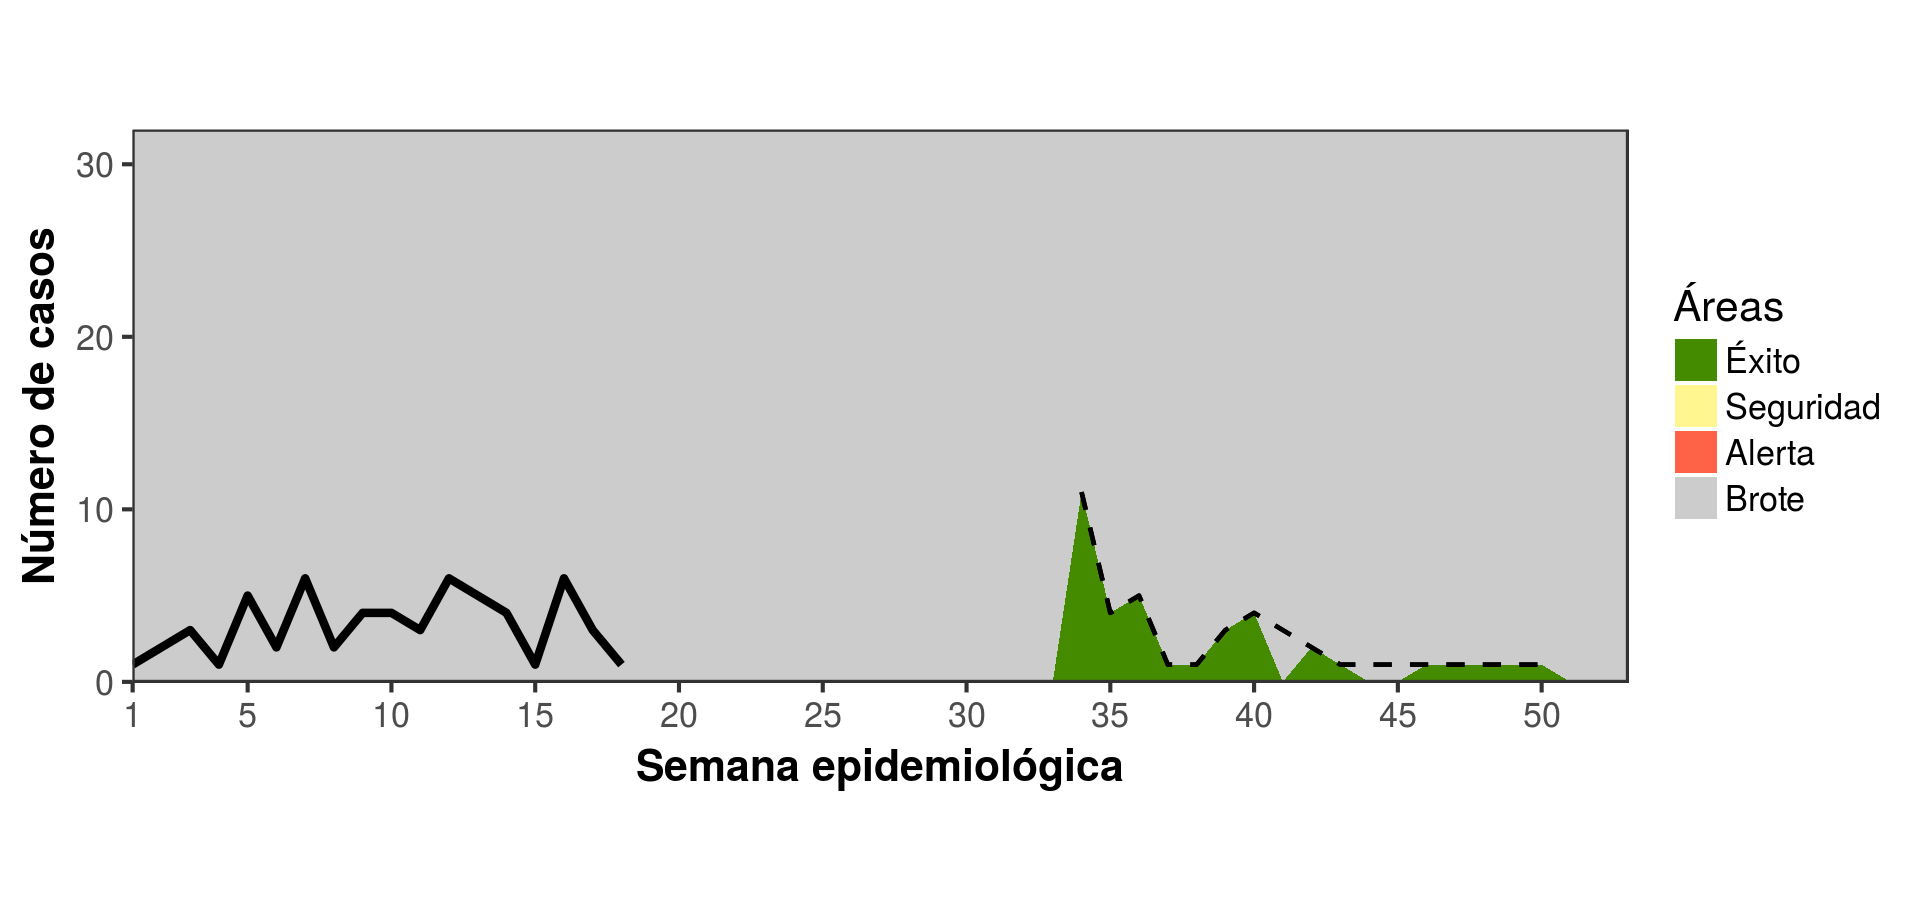 Número de casos
30
20
10
0
1 5 10 15 20 25 30 35 40 45 50
Semana epidemiológica
Áreas
Éxito
Seguridad
Alerta
Brote